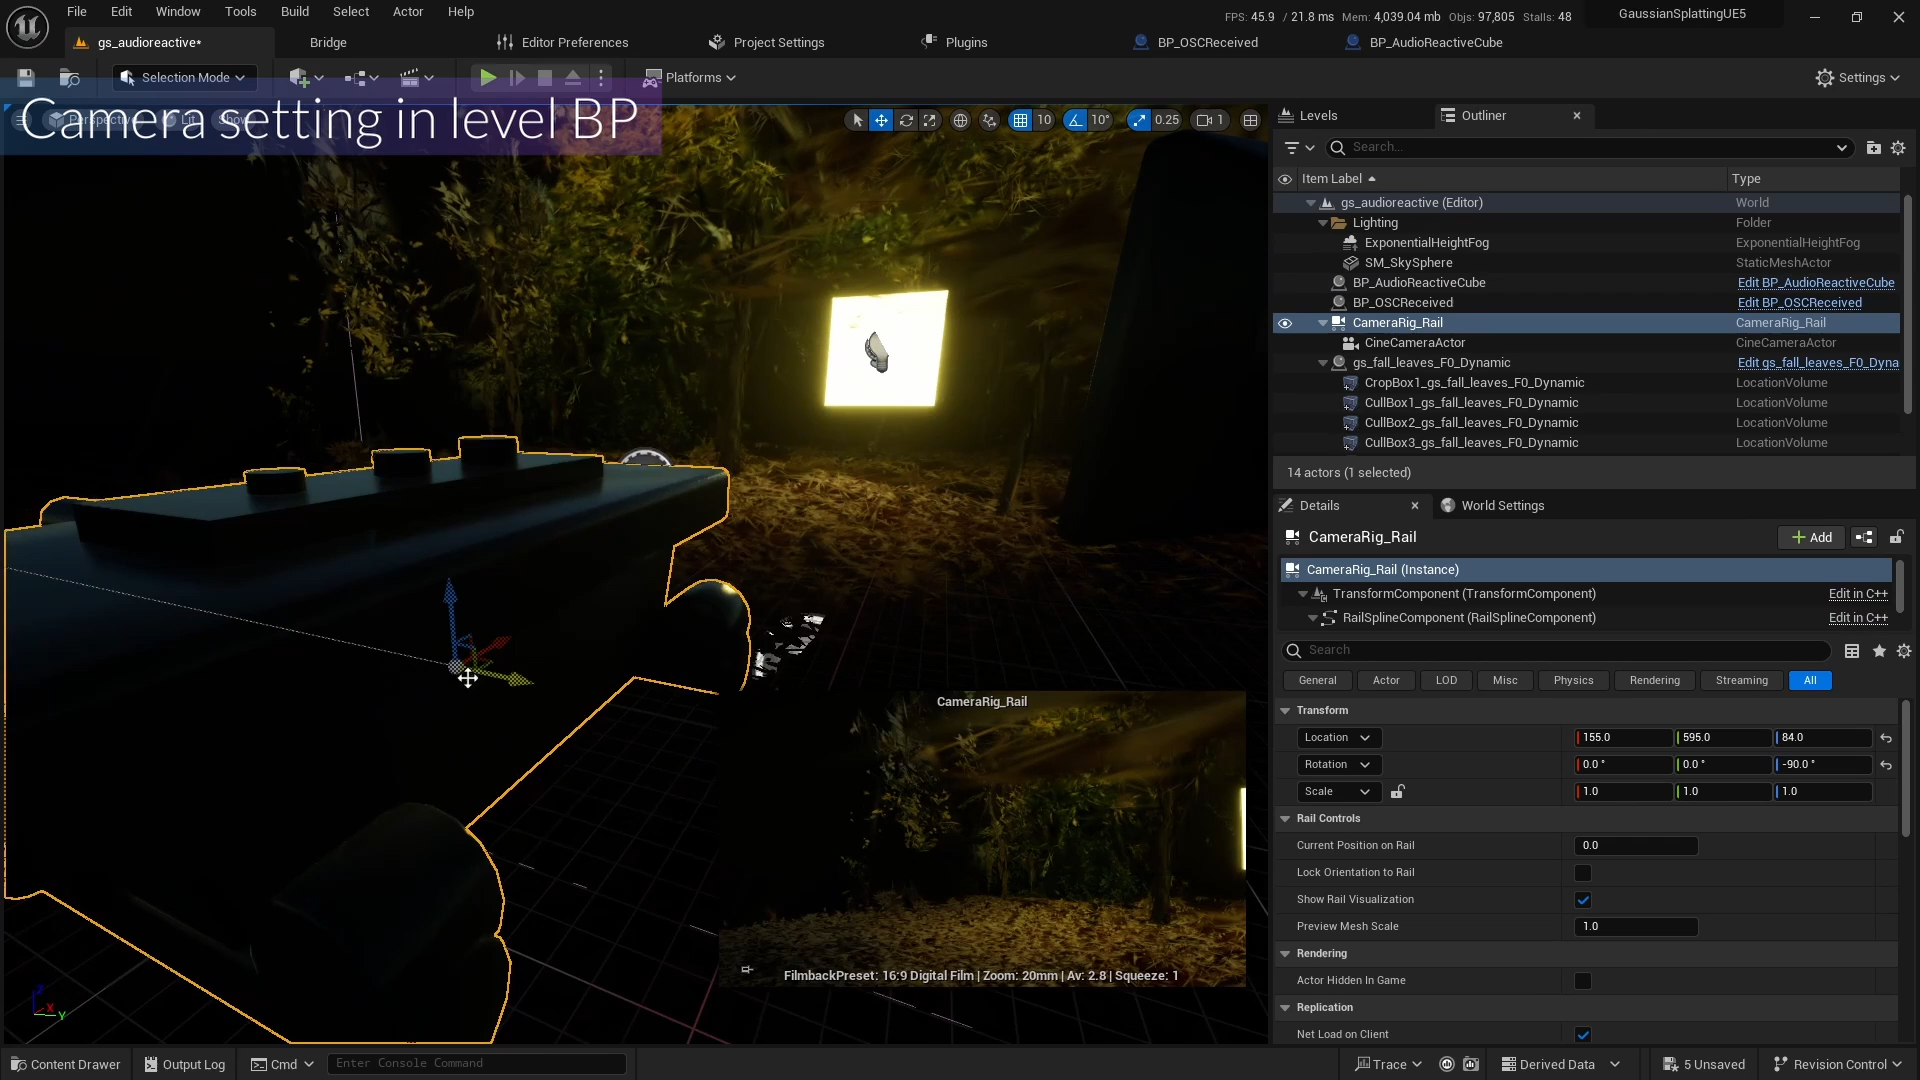 File Edit Window Tools Build Select Actor Help
FPS: 45.9 / 21.8 ms Mem: 4,039.04 mb Objs: 97,805 Stalls: 48
GaussianSplattingUE5
gs_audioreactive*
Bridge
Editor Preferences
Project Settings
Plugins
BP_OSCReceived
BP_AudioReactiveCube
Selection Mode
Platforms
Settings
Camera setting in level BP
Perspective
Lit
Show
10
10°
0.25
1
Levels
Outliner
Search...
Item Label
Type
gs_audioreactive (Editor) World
Lighting Folder
ExponentialHeightFog ExponentialHeightFog
SM_SkySphere StaticMeshActor
BP_AudioReactiveCube Edit BP_AudioReactiveCube
BP_OSCReceived Edit BP_OSCReceived
CameraRig_Rail CameraRig_Rail
CineCameraActor CineCameraActor
gs_fall_leaves_F0_Dynamic Edit gs_fall_leaves_F0_Dyna
CropBox1_gs_fall_leaves_F0_Dynamic LocationVolume
CullBox1_gs_fall_leaves_F0_Dynamic LocationVolume
CullBox2_gs_fall_leaves_F0_Dynamic LocationVolume
CullBox3_gs_fall_leaves_F0_Dynamic LocationVolume
14 actors (1 selected)
Details
World Settings
CameraRig_Rail
Add
CameraRig_Rail (Instance)
TransformComponent (TransformComponent) Edit in C++
RailSplineComponent (RailSplineComponent) Edit in C++
Search
General Actor LOD Misc Physics Rendering Streaming All
Transform
Location 155.0 595.0 84.0
Rotation 0.0 ° 0.0 ° -90.0 °
Scale 1.0 1.0 1.0
Rail Controls
Current Position on Rail 0.0
Lock Orientation to Rail
Show Rail Visualization
Preview Mesh Scale 1.0
Rendering
Actor Hidden In Game
Replication
Net Load on Client
CameraRig_Rail
FilmbackPreset: 16:9 Digital Film | Zoom: 20mm | Av: 2.8 | Squeeze: 1
Z
X
Y
Content Drawer
Output Log
Cmd
Enter Console Command
Trace
Derived Data
5 Unsaved
Revision Control